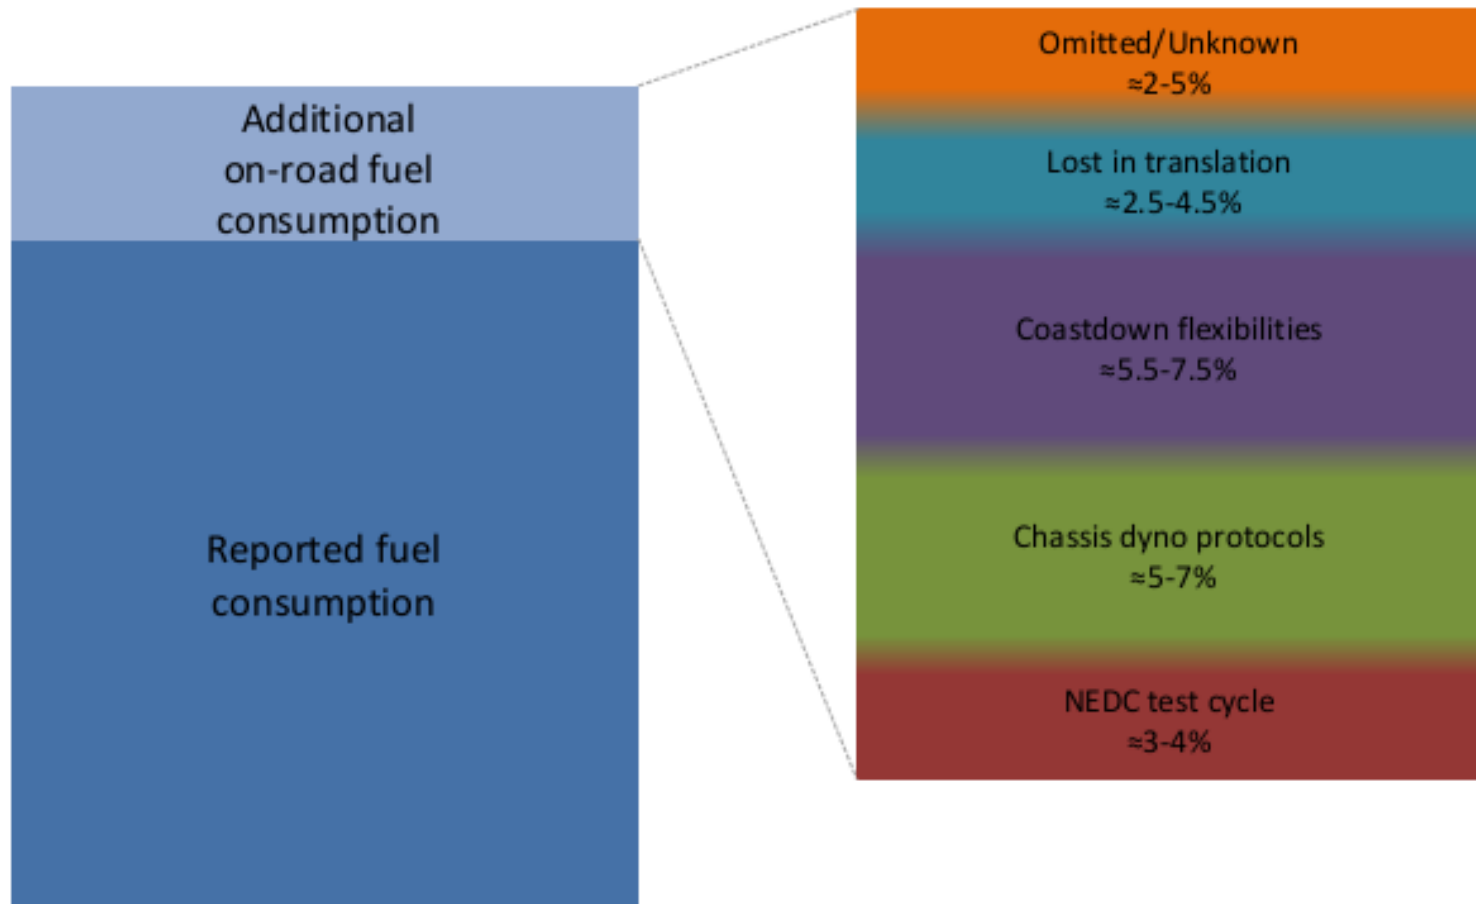 Additional
on-road fuel
consumption
Reported fuel
consumption
Omitted/Unknown
≈2-5%
Lost in translation
≈2.5-4.5%
Coastdown flexibilities
≈5.5-7.5%
Chassis dyno protocols
≈5-7%
NEDC test cycle
≈3-4%